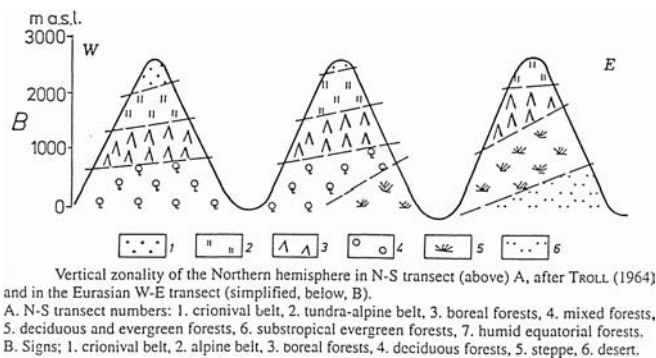 m a.s.l.
3000
W
E
2000
B
1000
0
1 2 3 4 5 6
Vertical zonality of the Northern hemisphere in N-S transect (above) A, after TROLL (1964)
and in the Eurasian W-E transect (simplified, below, B).
A. N-S transect numbers: 1. crionival belt, 2. tundra-alpine belt, 3. boreal forests, 4. mixed forests,
5. deciduous and evergreen forests, 6. substropical evergreen forests, 7. humid equatorial forests.
B. Signs; 1. crionival belt, 2. alpine belt, 3. boreal forests, 4. deciduous forests, 5. steppe, 6, desert.